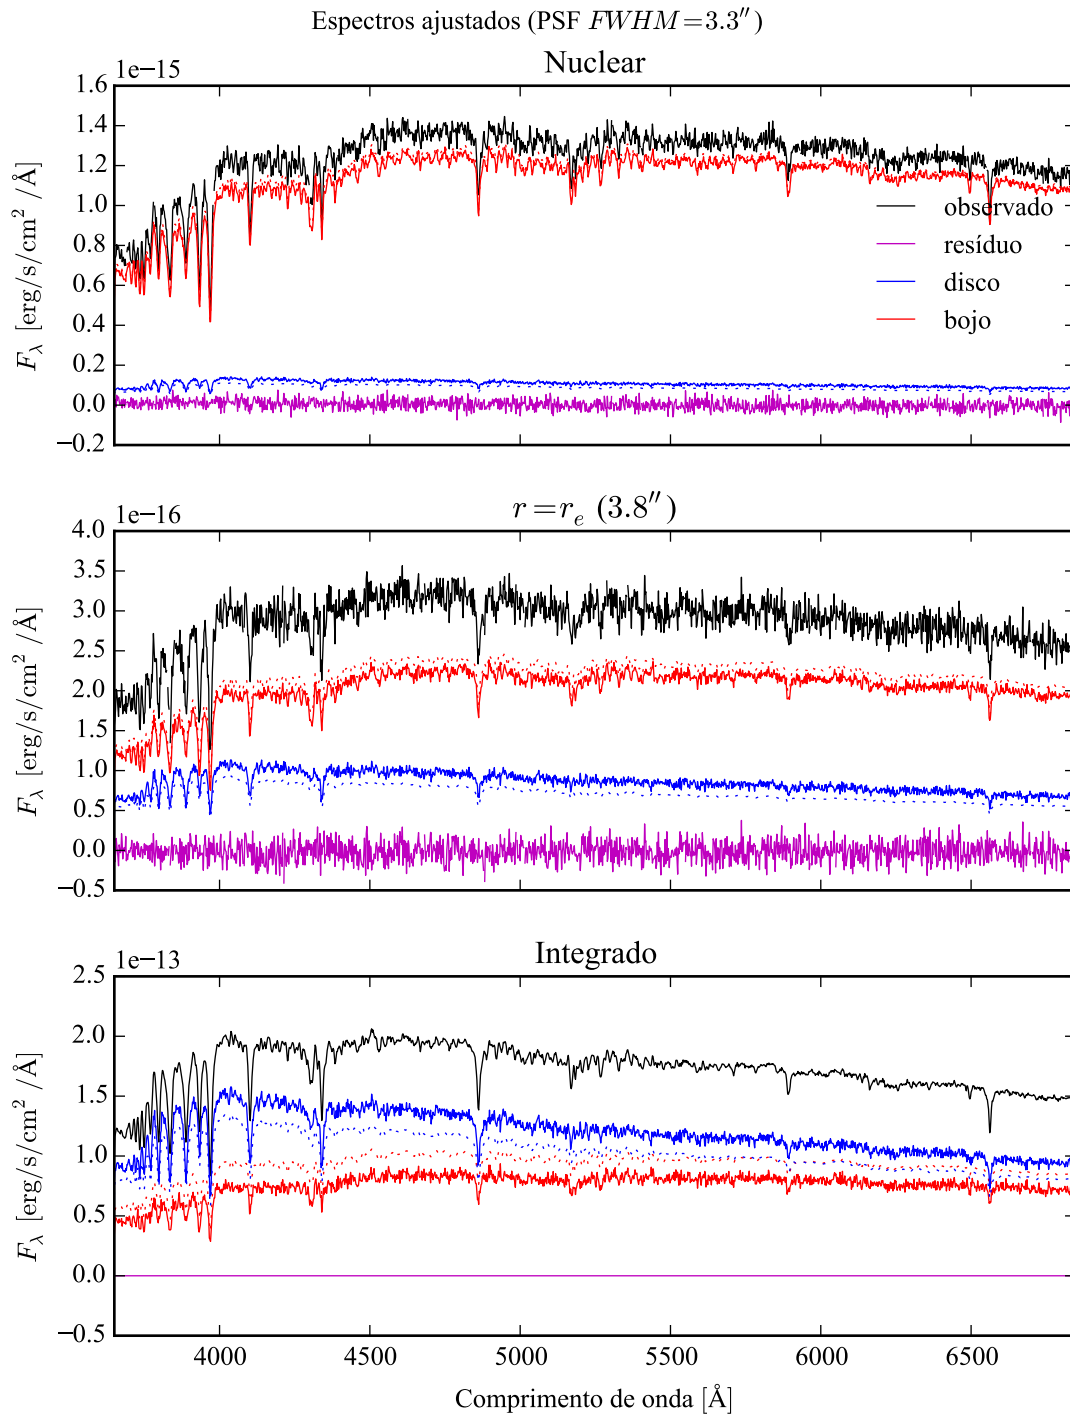 Espectros ajustados (PSF FWHM=3.3″)
Nuclear
1e−15
1.6
1.4
1.2
1.0
0.8
0.6
0.4
0.2
0.0
−0.2
F_λ [erg/s/cm² /Å]
observado
resíduo
disco
bojo
r=r_e (3.8″)
1e−16
4.0
3.5
3.0
2.5
2.0
1.5
1.0
0.5
0.0
−0.5
F_λ [erg/s/cm² /Å]
Integrado
1e−13
2.5
2.0
1.5
1.0
0.5
0.0
−0.5
F_λ [erg/s/cm² /Å]
4000 4500 5000 5500 6000 6500
Comprimento de onda [Å]